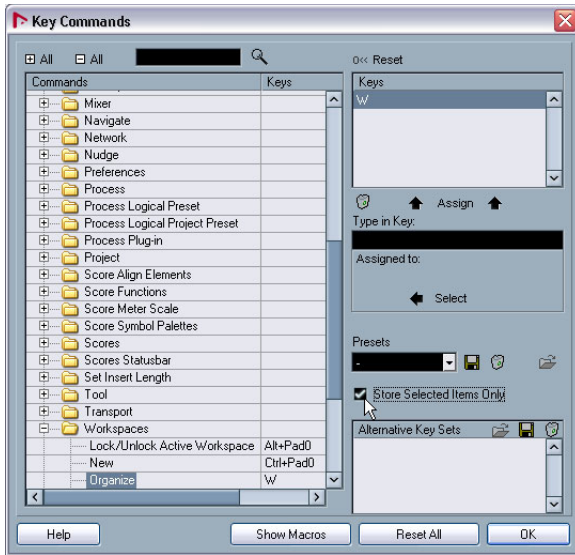 Key Commands
All All
Commands Keys
Mixer
Navigate
Network
Nudge
Preferences
Process
Process Logical Preset
Process Logical Project Preset
Process Plug-in
Project
Score Align Elements
Score Functions
Score Meter Scale
Score Symbol Palettes
Scores
Scores Statusbar
Set Insert Length
Tool
Transport
Workspaces
Lock/Unlock Active Workspace Alt+Pad0
New Ctrl+Pad0
Organize W
Reset
Keys
W
Assign
Type in Key:
Assigned to:
Select
Presets
-
Store Selected Items Only
Alternative Key Sets
Help Show Macros Reset All OK